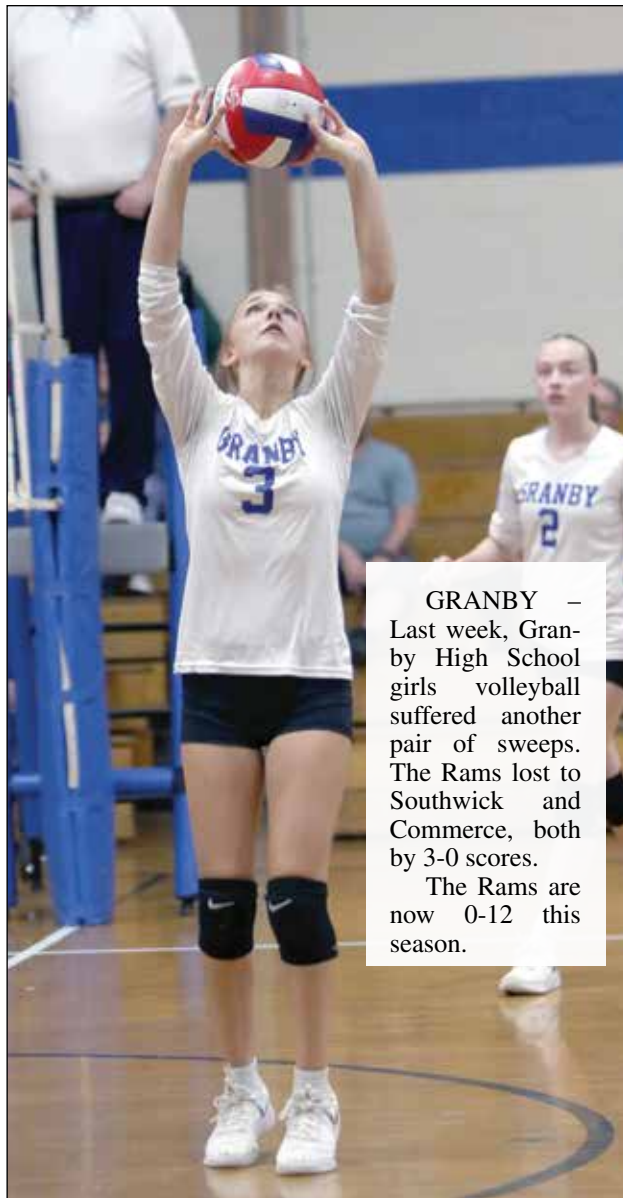 GRANBY
3
GRANBY
2
GRANBY –
Last week, Gran-
by High School
girls volleyball
suffered another
pair of sweeps.
The Rams lost to
Southwick and
Commerce, both
by 3-0 scores.
The Rams are
now 0-12 this
season.